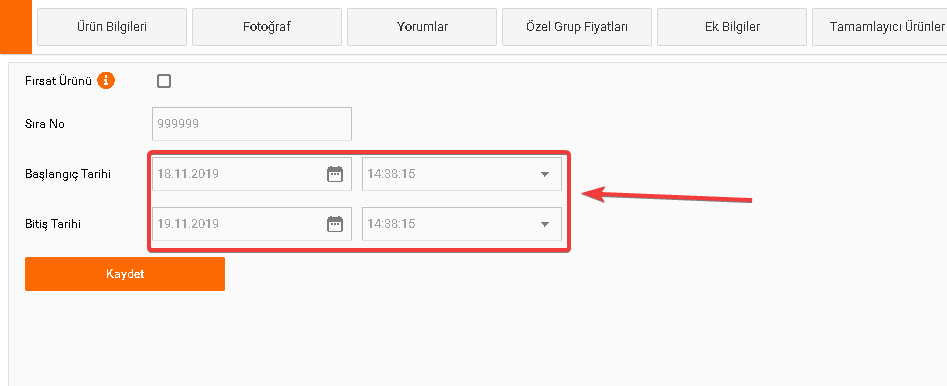 Ürün Bilgileri
Fotoğraf
Yorumlar
Özel Grup Fiyatları
Ek Bilgiler
Tamamlayıcı Ürünler
Fırsat Ürünü
Sıra No 999999
Başlangıç Tarihi 18.11.2019 14:38:15
Bitiş Tarihi 19.11.2019 14:38:15
Kaydet